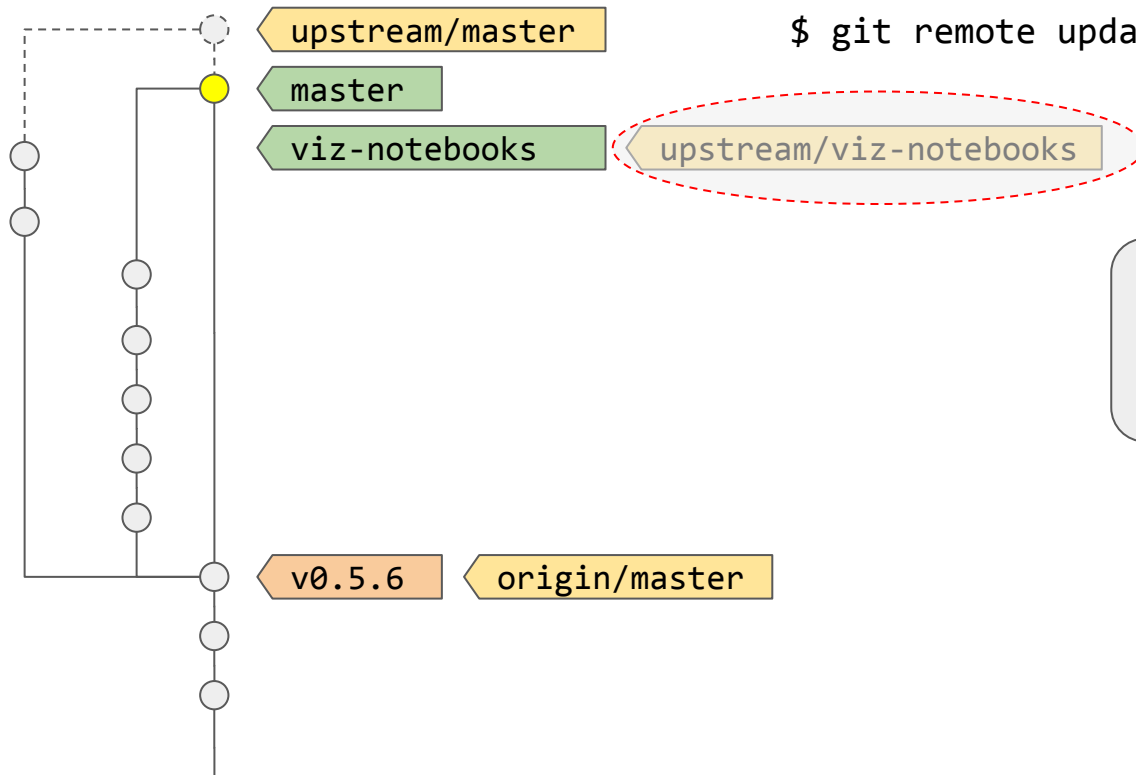 upstream/master
$ git remote upda
master
viz-notebooks
upstream/viz-notebooks
v0.5.6
origin/master